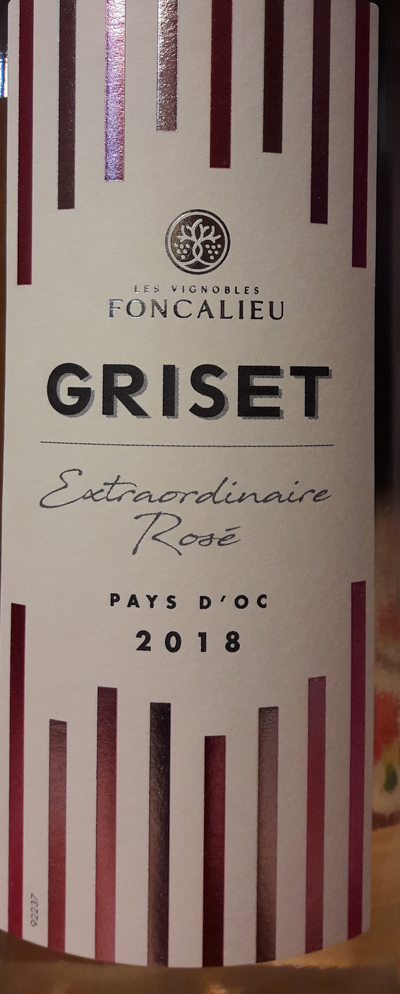 LES VIGNOBLES
FONCALIEU
GRISET
Extraordinaire
Rosé
PAYS D'OC
2018
92237